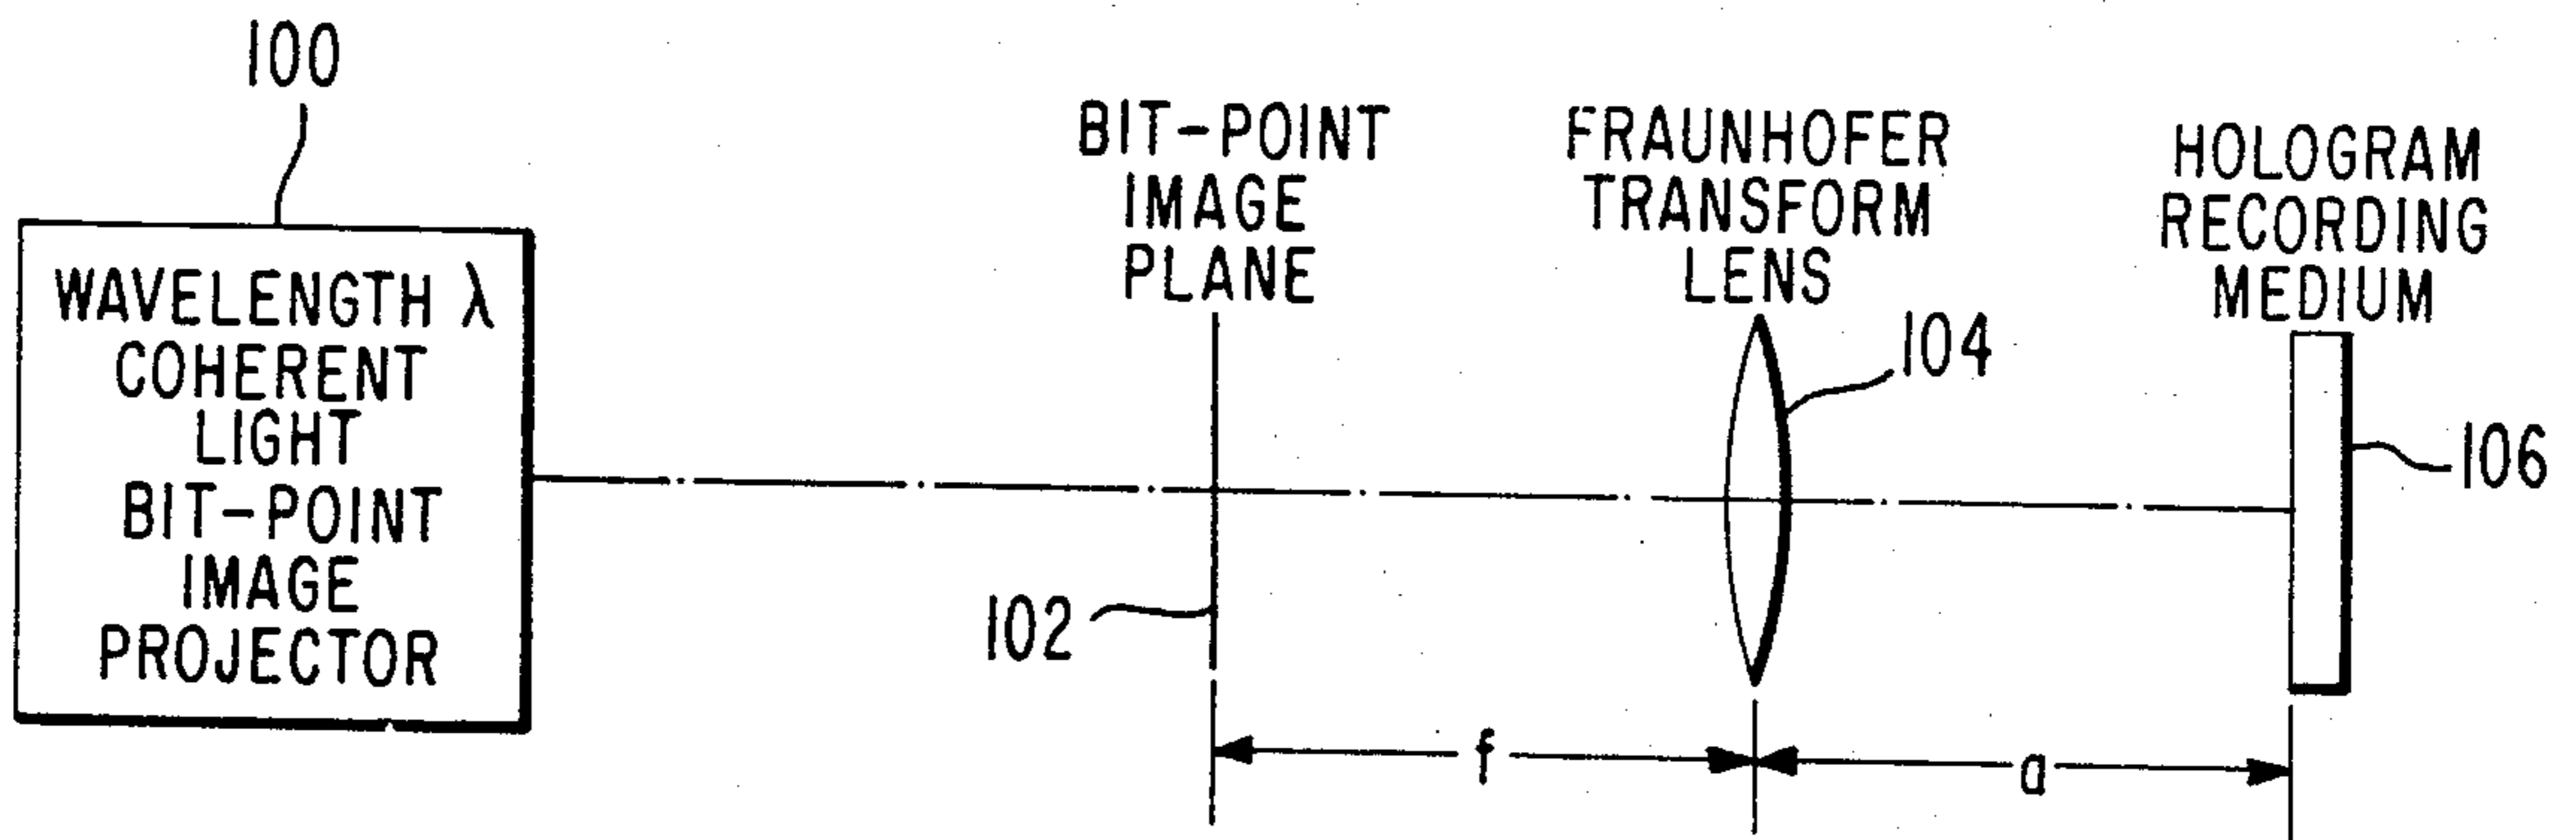 100
WAVELENGTH λ
COHERENT
LIGHT
BIT-POINT
IMAGE
PROJECTOR
BIT-POINT
IMAGE
PLANE
102
FRAUNHOFER
TRANSFORM
LENS
104
HOLOGRAM
RECORDING
MEDIUM
106
f
a